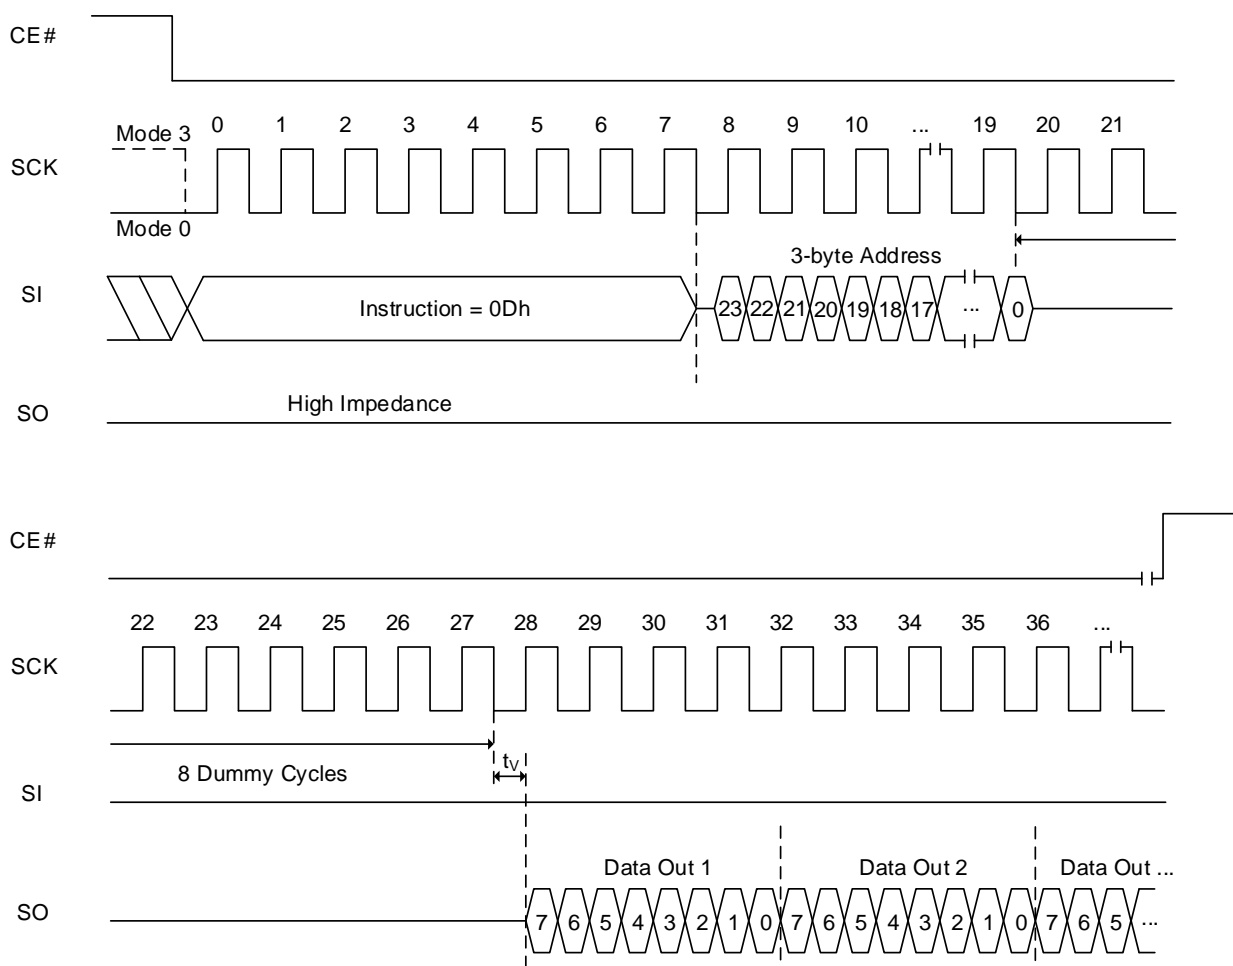 CE#
Mode 3 0 1 2 3 4 5 6 7 8 9 10 ... 19 20 21
SCK
Mode 0
3-byte Address
SI Instruction = 0Dh 23 22 21 20 19 18 17 ... 0
SO High Impedance
CE#
22 23 24 25 26 27 28 29 30 31 32 33 34 35 36 ...
SCK
8 Dummy Cycles tV
SI
Data Out 1 Data Out 2 Data Out ...
SO 7 6 5 4 3 2 1 0 7 6 5 4 3 2 1 0 7 6 5 ...